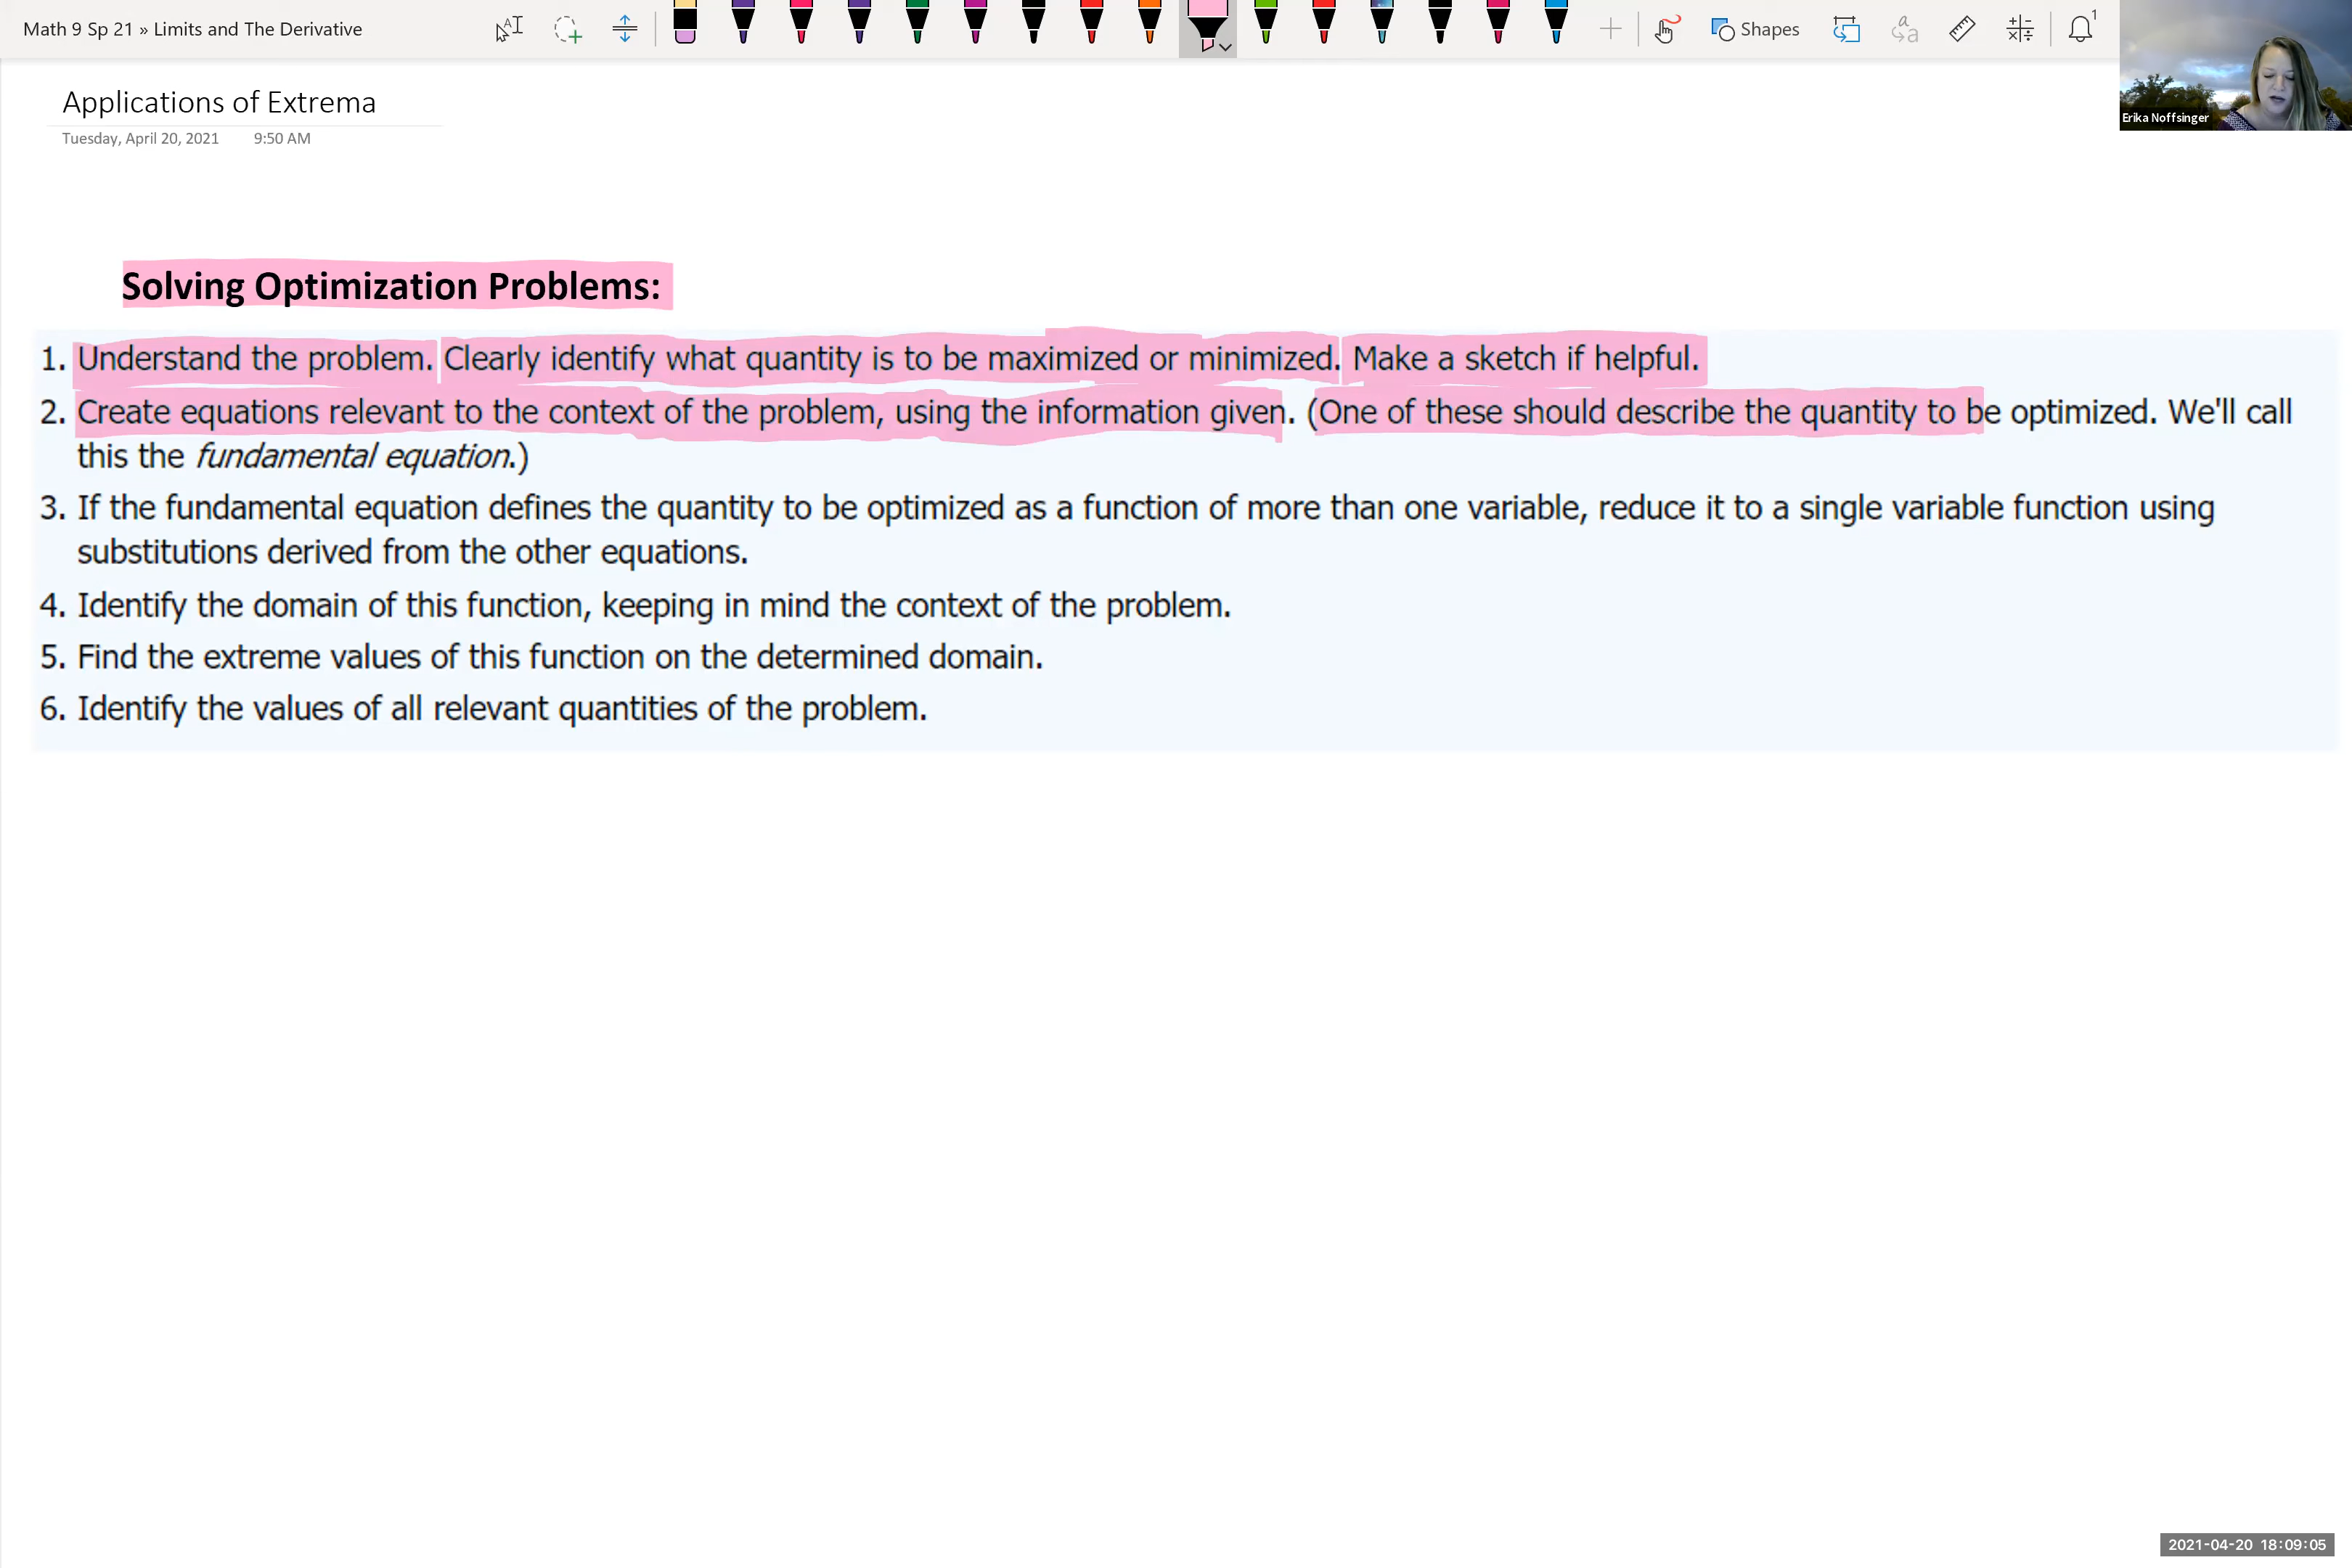 Math 9 Sp 21 » Limits and The Derivative
Shapes
1
Erika Noffsinger
Applications of Extrema
Tuesday, April 20, 2021 9:50 AM
Solving Optimization Problems:
1. Understand the problem. Clearly identify what quantity is to be maximized or minimized. Make a sketch if helpful.
2. Create equations relevant to the context of the problem, using the information given. (One of these should describe the quantity to be optimized. We'll call
this the fundamental equation.)
3. If the fundamental equation defines the quantity to be optimized as a function of more than one variable, reduce it to a single variable function using
substitutions derived from the other equations.
4. Identify the domain of this function, keeping in mind the context of the problem.
5. Find the extreme values of this function on the determined domain.
6. Identify the values of all relevant quantities of the problem.
2021-04-20 18:09:05